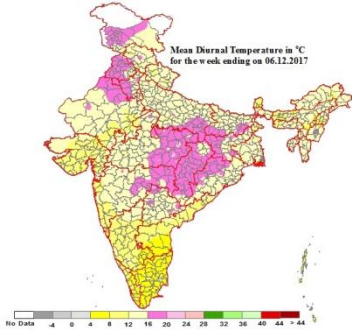 Mean Diurnal Temperature in °C
for the week ending on 06.12.2017
No Data -4 0 4 8 12 16 20 24 28 32 36 40 44 > 44